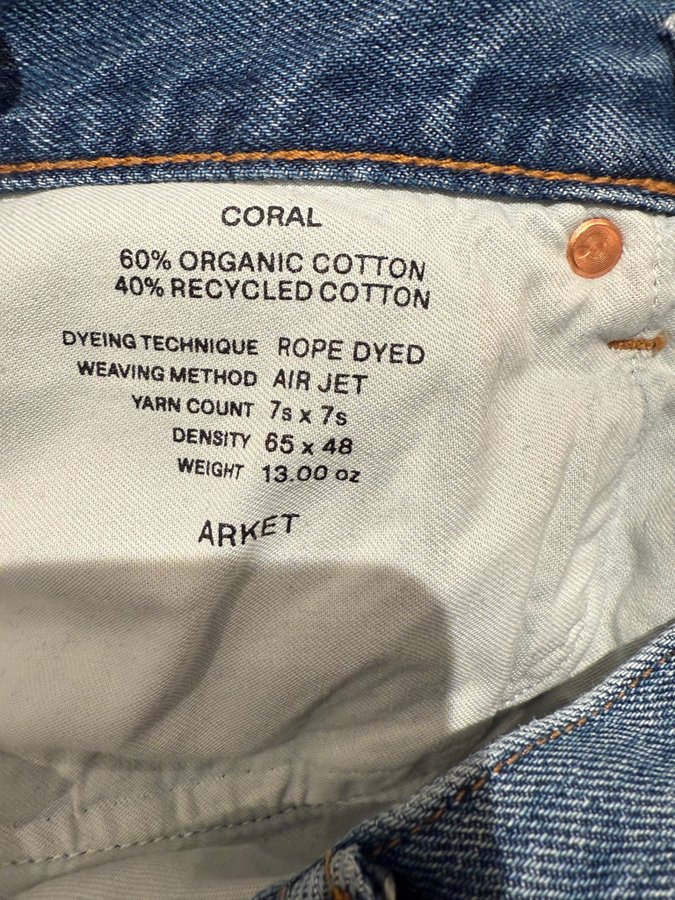 CORAL
60% ORGANIC COTTON
40% RECYCLED COTTON
DYEING TECHNIQUE ROPE DYED
WEAVING METHOD AIR JET
YARN COUNT 7s x 7s
DENSITY 65 x 48
WEIGHT 13.00 oz
ARKET